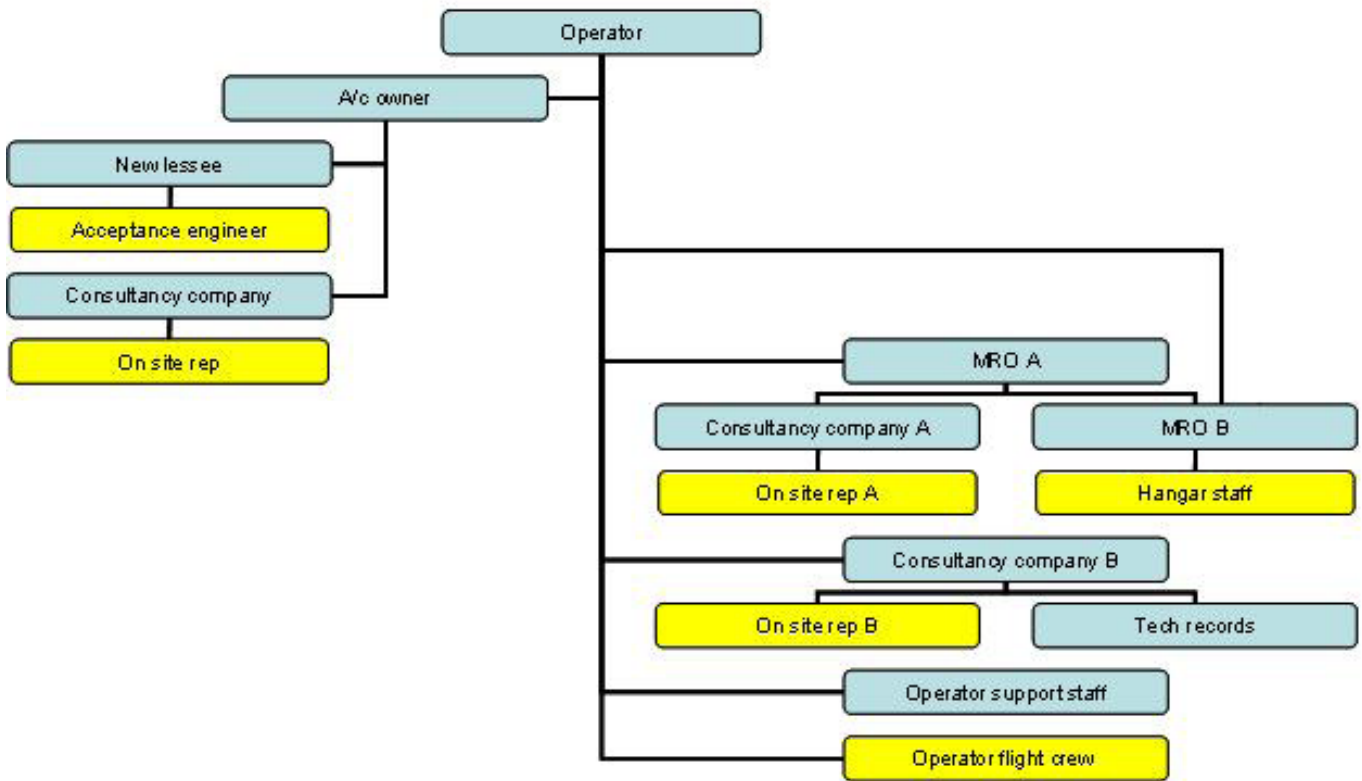 Operator
A/c owner
New lessee
Acceptance engineer
Consultancy company
On site rep
MRO A
Consultancy company A
MRO B
On site rep A
Hangar staff
Consultancy company B
On site rep B
Tech records
Operator support staff
Operator flight crew